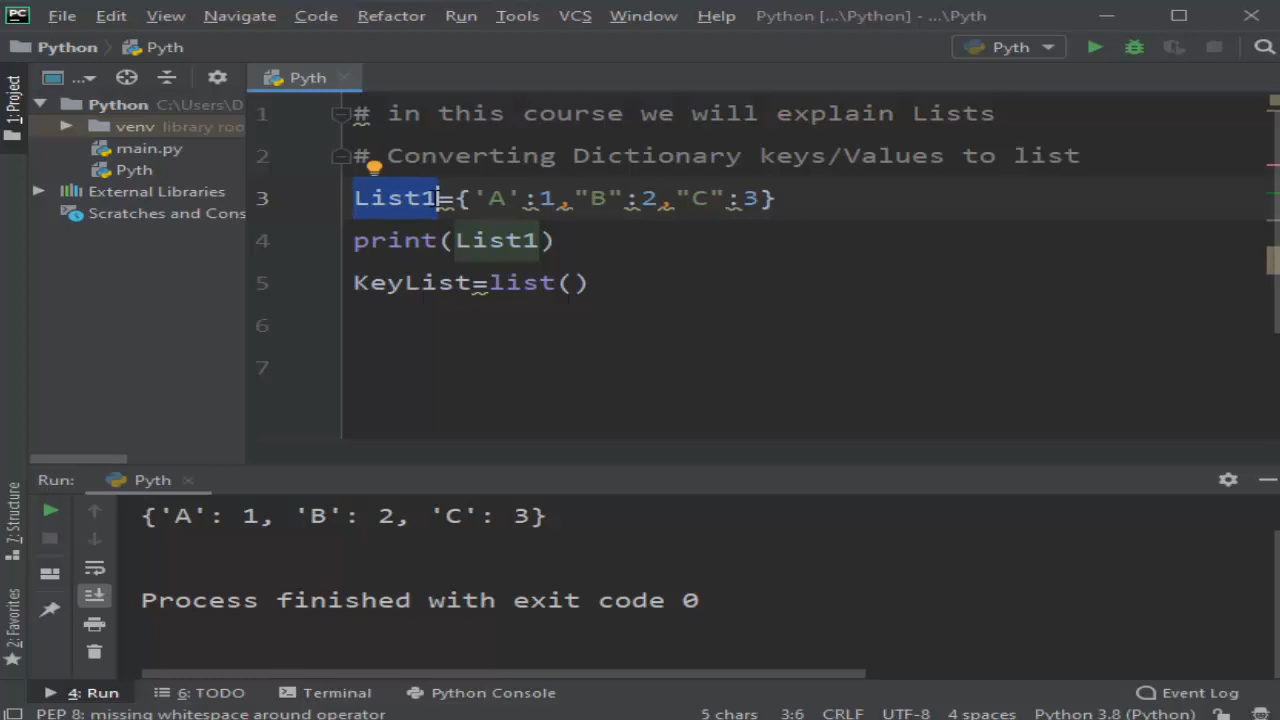 PC File Edit View Navigate Code Refactor Run Tools VCS Window Help Python [...\Python] - ...\Pyth
Python Pyth Pyth
1: Project
... Pyth
Python C:\Users\D
venv library roo
main.py
Pyth
External Libraries
Scratches and Cons
1 # in this course we will explain Lists
2 # Converting Dictionary keys/Values to list
3 List1={'A':1,"B":2,"C":3}
4 print(List1)
5 KeyList=list()
6
7
7: Structure
2: Favorites
Run: Pyth
{'A': 1, 'B': 2, 'C': 3}
Process finished with exit code 0
4: Run 6: TODO Terminal Python Console Event Log
PEP 8: missing whitespace around operator 5 chars 3:6 CRLF UTF-8 4 spaces Python 3.8 (Python)